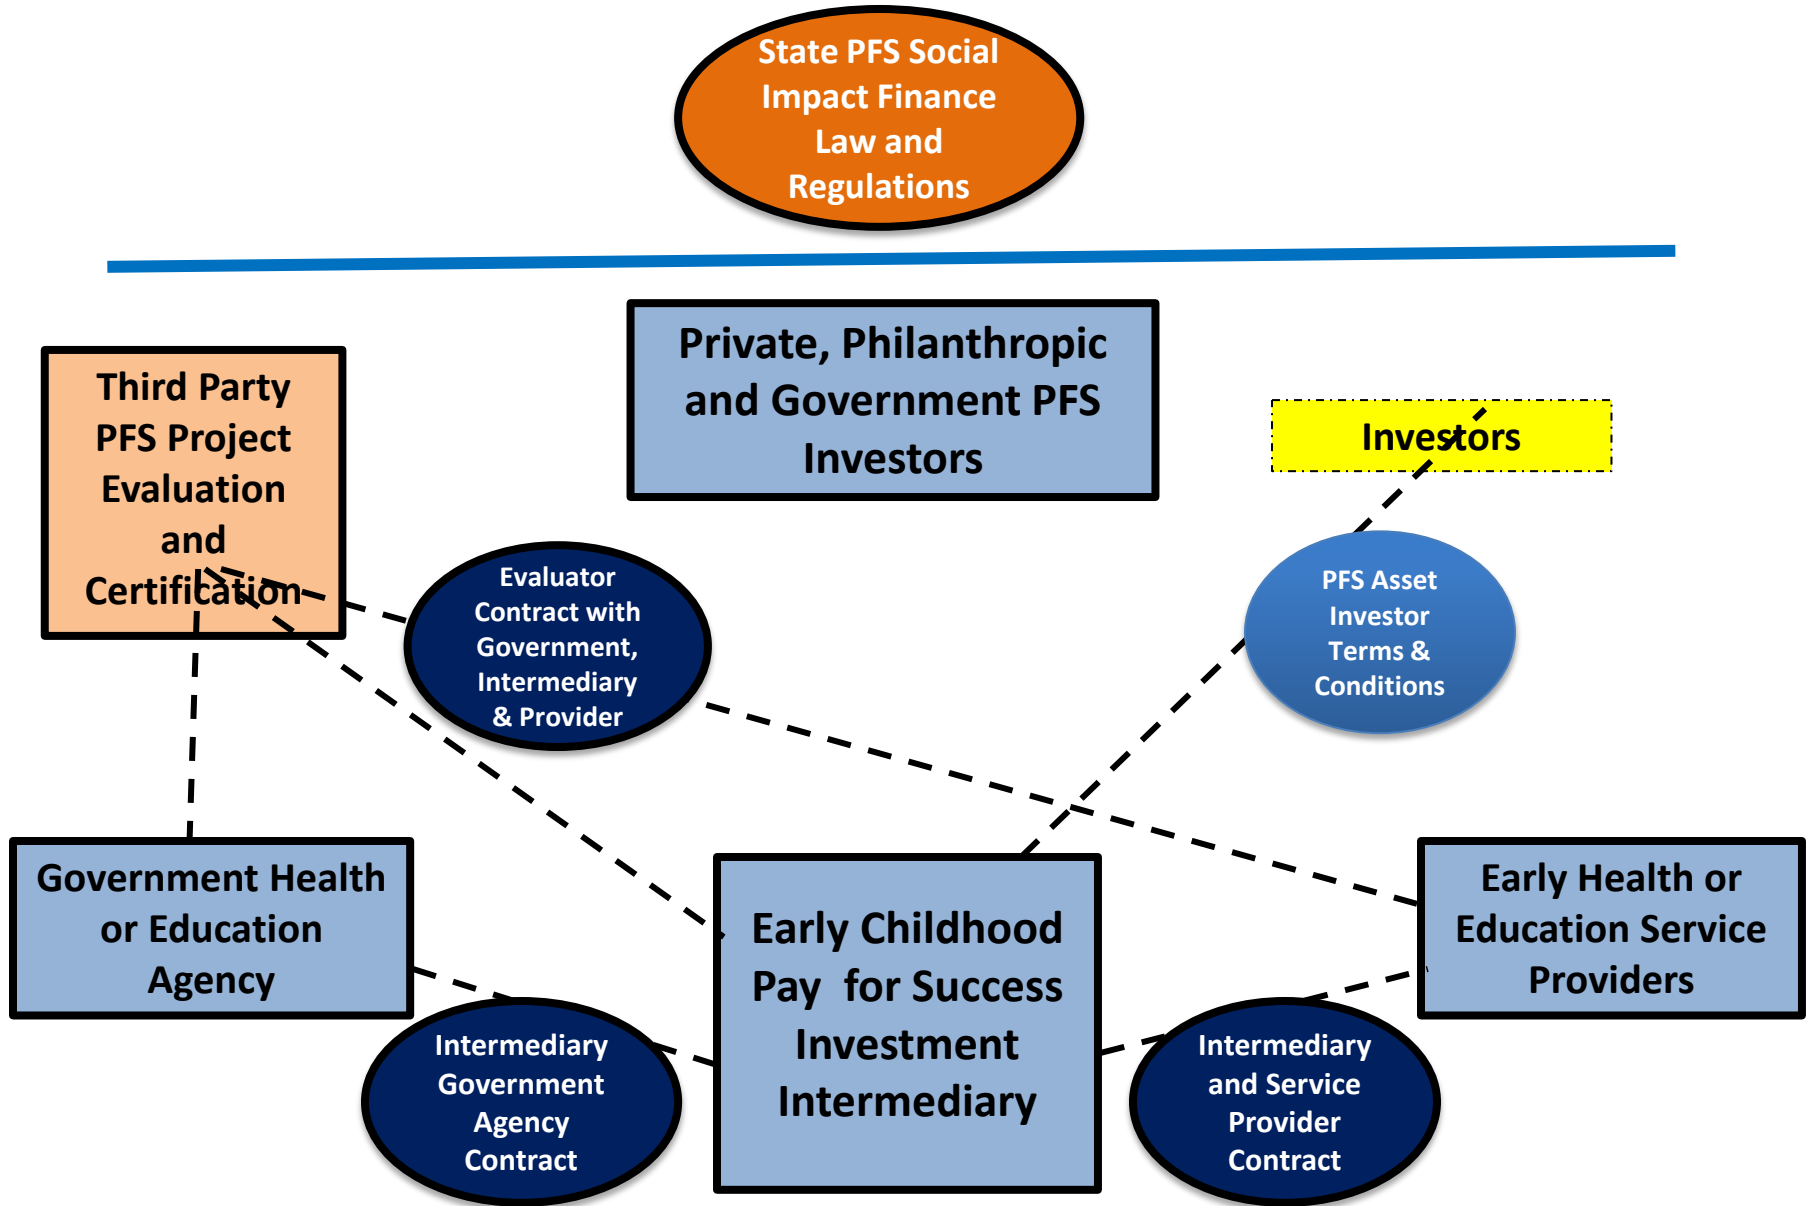 State PFS Social
Impact Finance
Law and
Regulations
Private, Philanthropic
and Government PFS
Investors
Third Party
PFS Project
Evaluation
and
Certification
Investors
Evaluator
Contract with
Government,
Intermediary
& Provider
PFS Asset
Investor
Terms &
Conditions
Government Health
or Education
Agency
Early Childhood
Pay  for Success
Investment
Intermediary
Early Health or
Education Service
Providers
Intermediary
Government
Agency
Contract
Intermediary
and Service
Provider
Contract